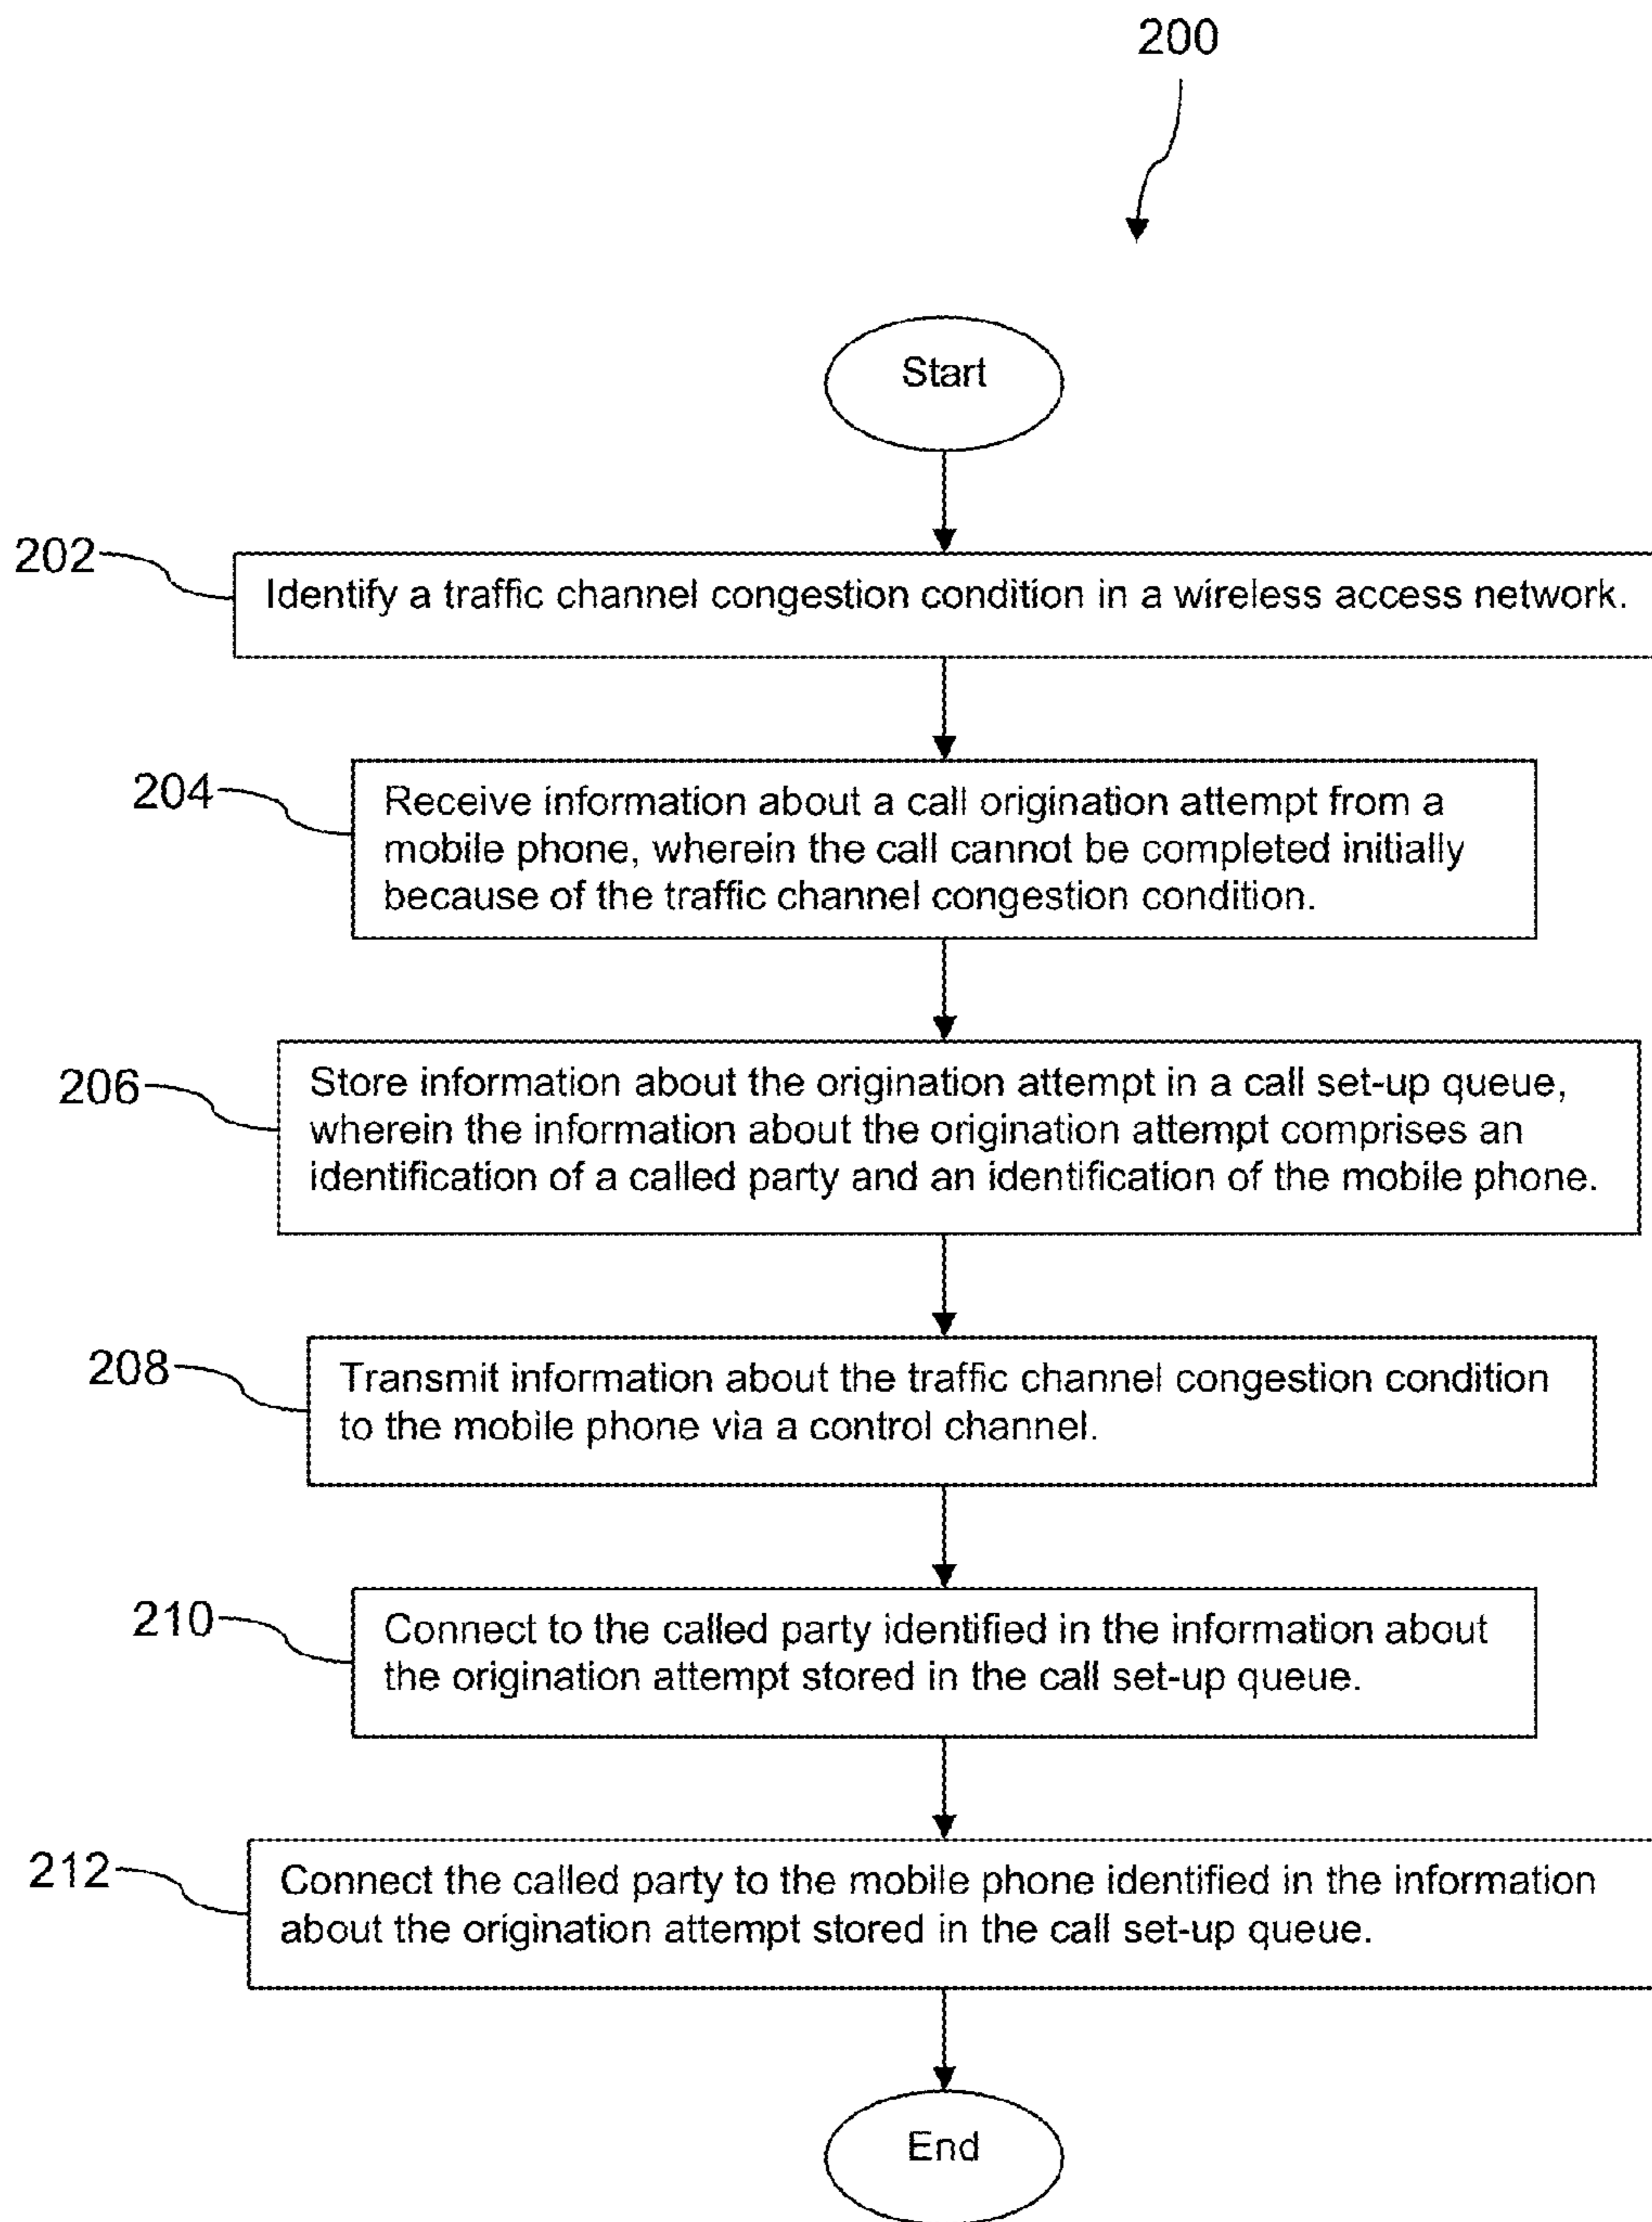 200
Start
202
Identify a traffic channel congestion condition in a wireless access network.
204
Receive information about a call origination attempt from a
mobile phone, wherein the call cannot be completed initially
because of the traffic channel congestion condition.
206
Store information about the origination attempt in a call set-up queue,
wherein the information about the origination attempt comprises an
identification of a called party and an identification of the mobile phone.
208
Transmit information about the traffic channel congestion condition
to the mobile phone via a control channel.
210
Connect to the called party identified in the information about
the origination attempt stored in the call set-up queue.
212
Connect the called party to the mobile phone identified in the information
about the origination attempt stored in the call set-up queue.
End